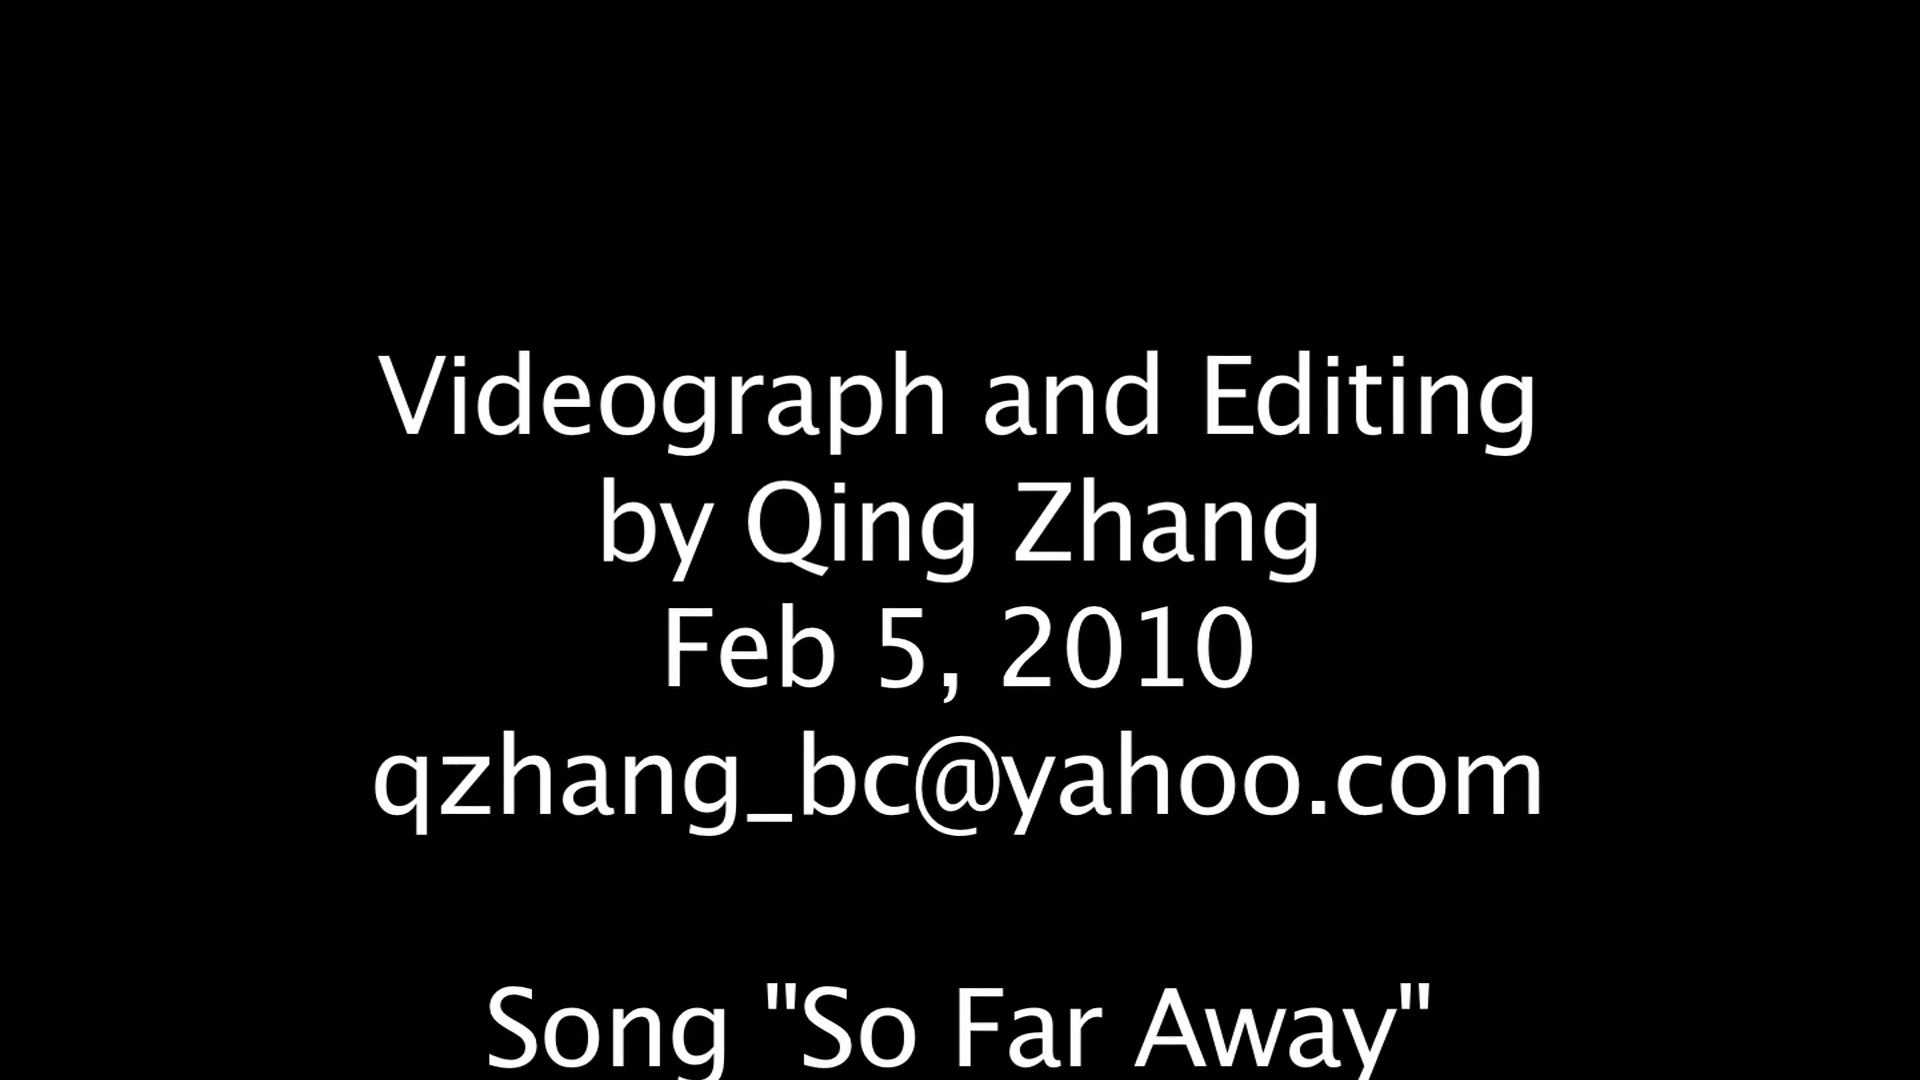 Videograph and Editing
by Qing Zhang
Feb 5, 2010
qzhang_bc@yahoo.com
Song "So Far Away"